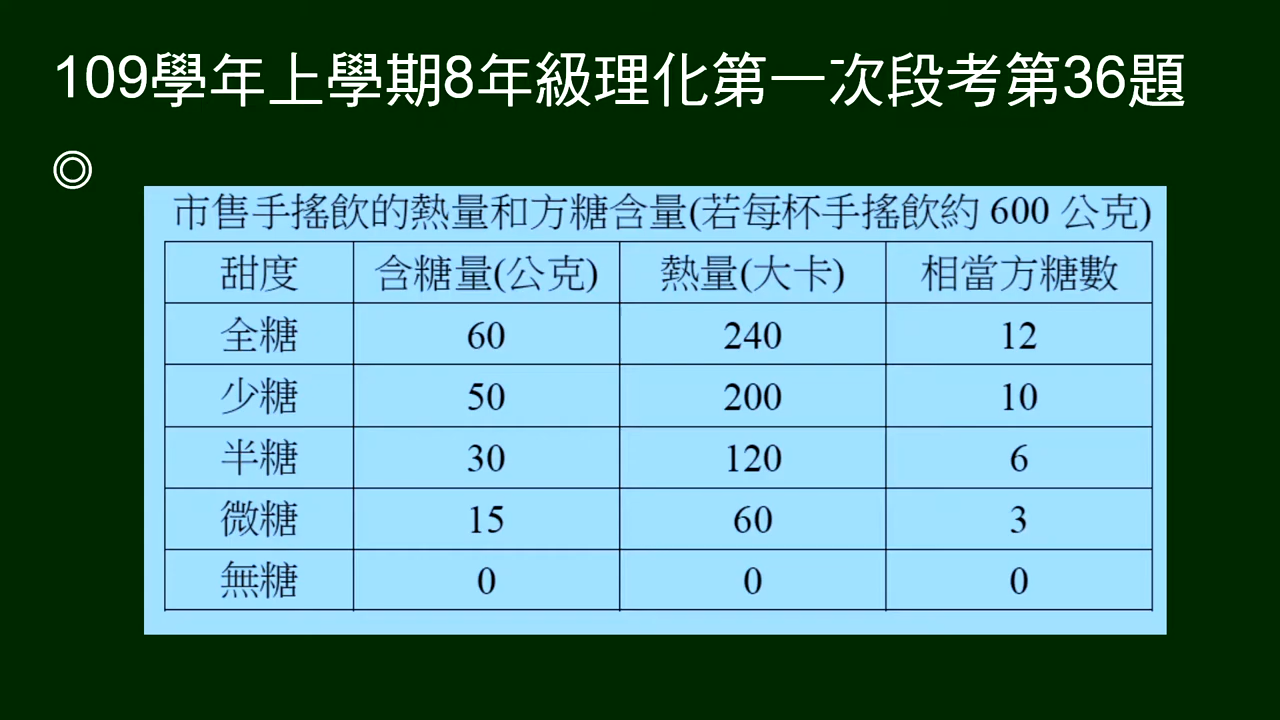 109學年上學期8年級理化第一次段考第36題
◎
市售手搖飲的熱量和方糖含量(若每杯手搖飲約 600 公克)
甜度 含糖量(公克) 熱量(大卡) 相當方糖數
全糖 60 240 12
少糖 50 200 10
半糖 30 120 6
微糖 15 60 3
無糖 0 0 0